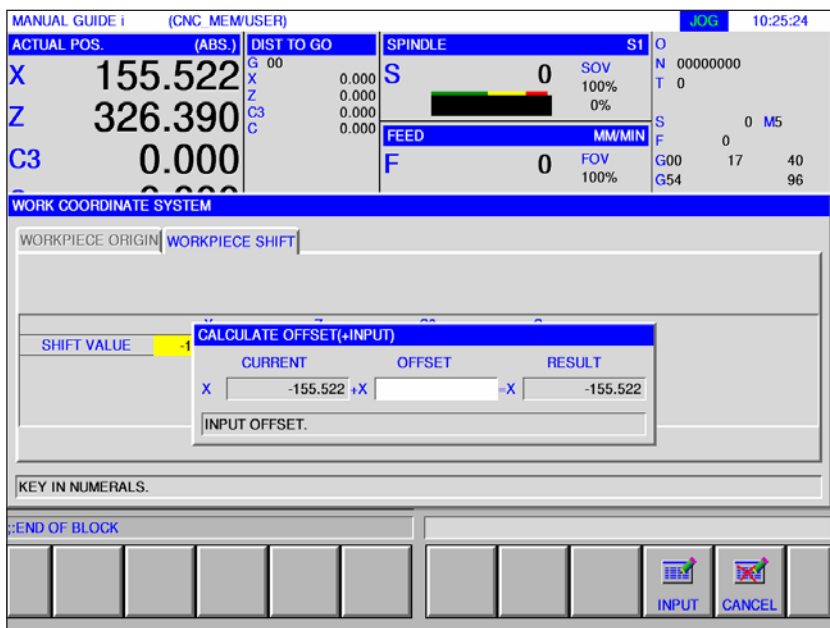 MANUAL GUIDE i (CNC_MEM/USER) JOG 10:25:24
ACTUAL POS. (ABS.)
X 155.522
Z 326.390
C3 0.000
DIST TO GO
G 00
X 0.000
Z 0.000
C3 0.000
C 0.000
SPINDLE S1
S 0 SOV
100%
0%
FEED MM/MIN
F 0 FOV
100%
O
N 00000000
T 0
S 0 M5
F 0
G00 17 40
G54 96
WORK COORDINATE SYSTEM
WORKPIECE ORIGIN WORKPIECE SHIFT
SHIFT VALUE -1
CALCULATE OFFSET(+INPUT)
CURRENT OFFSET RESULT
X -155.522 +X =X -155.522
INPUT OFFSET.
KEY IN NUMERALS.
;:END OF BLOCK
INPUT CANCEL